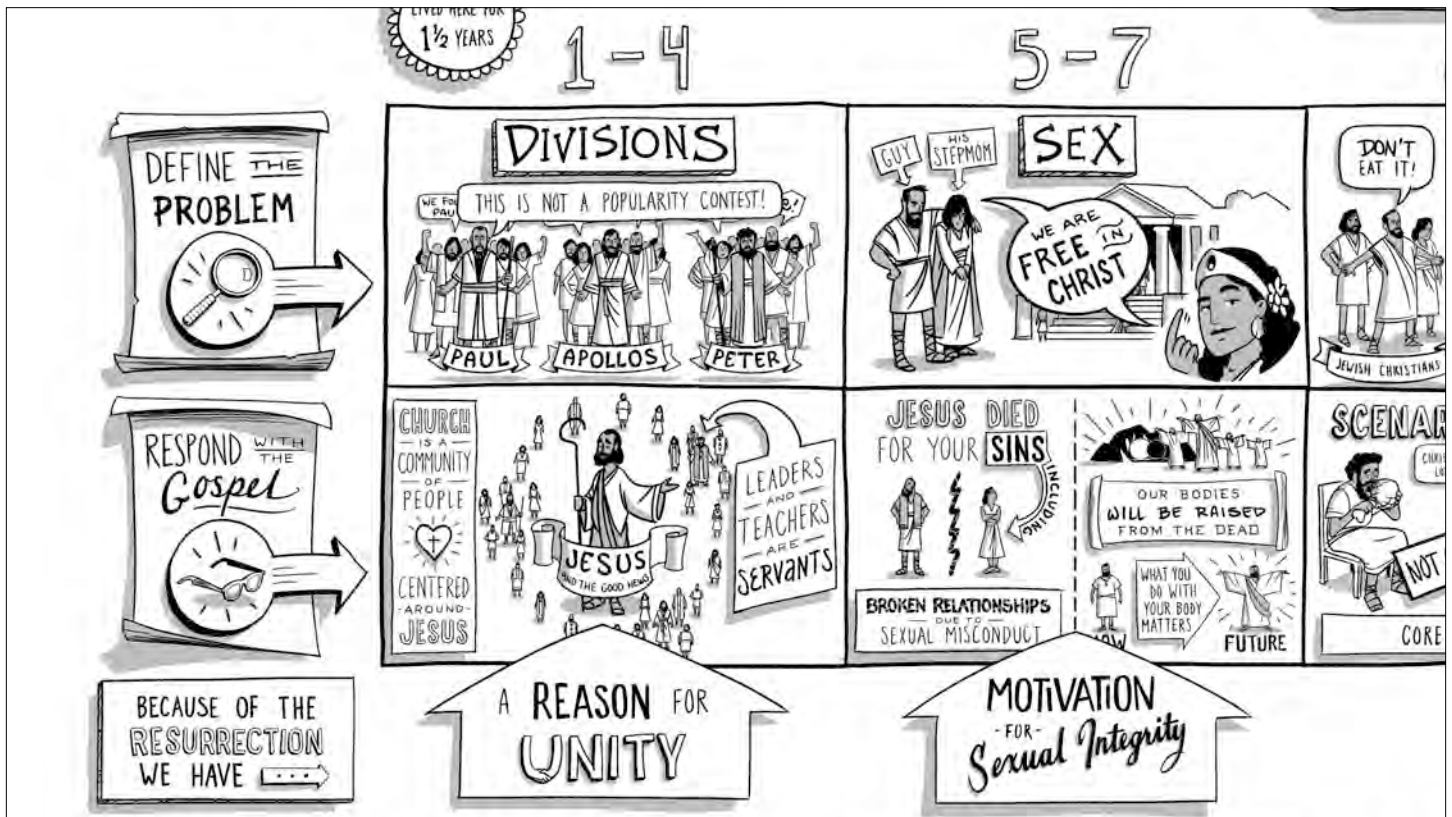 LIVED HERE FOR
1½ YEARS
1-4
5-7
DEFINE THE
PROBLEM
DIVISIONS
WE
PAUL
THIS IS NOT A POPULARITY CONTEST!
PAUL
APOLLOS
PETER
SEX
GUY
HIS
STEPMOM
WE ARE
FREE IN
CHRIST
DON'T
EAT IT!
JEWISH CHRISTIANS
RESPOND WITH
THE
Gospel
CHURCH
IS A
COMMUNITY
OF
PEOPLE
CENTERED
-AROUND-
JESUS
JESUS
AND THE GOOD NEWS
LEADERS
AND
TEACHERS
ARE
SERVANTS
JESUS DIED
FOR YOUR SINS
INCLUDING
BROKEN RELATIONSHIPS
DUE TO
SEXUAL MISCONDUCT
OUR BODIES
WILL BE RAISED
FROM THE DEAD
WHAT YOU
DO WITH
YOUR BODY
MATTERS
NOW
FUTURE
SCENAR
NOT
CORE
BECAUSE OF THE
RESURRECTION
WE HAVE
A REASON FOR
UNITY
MOTIVATION
-FOR-
Sexual Integrity